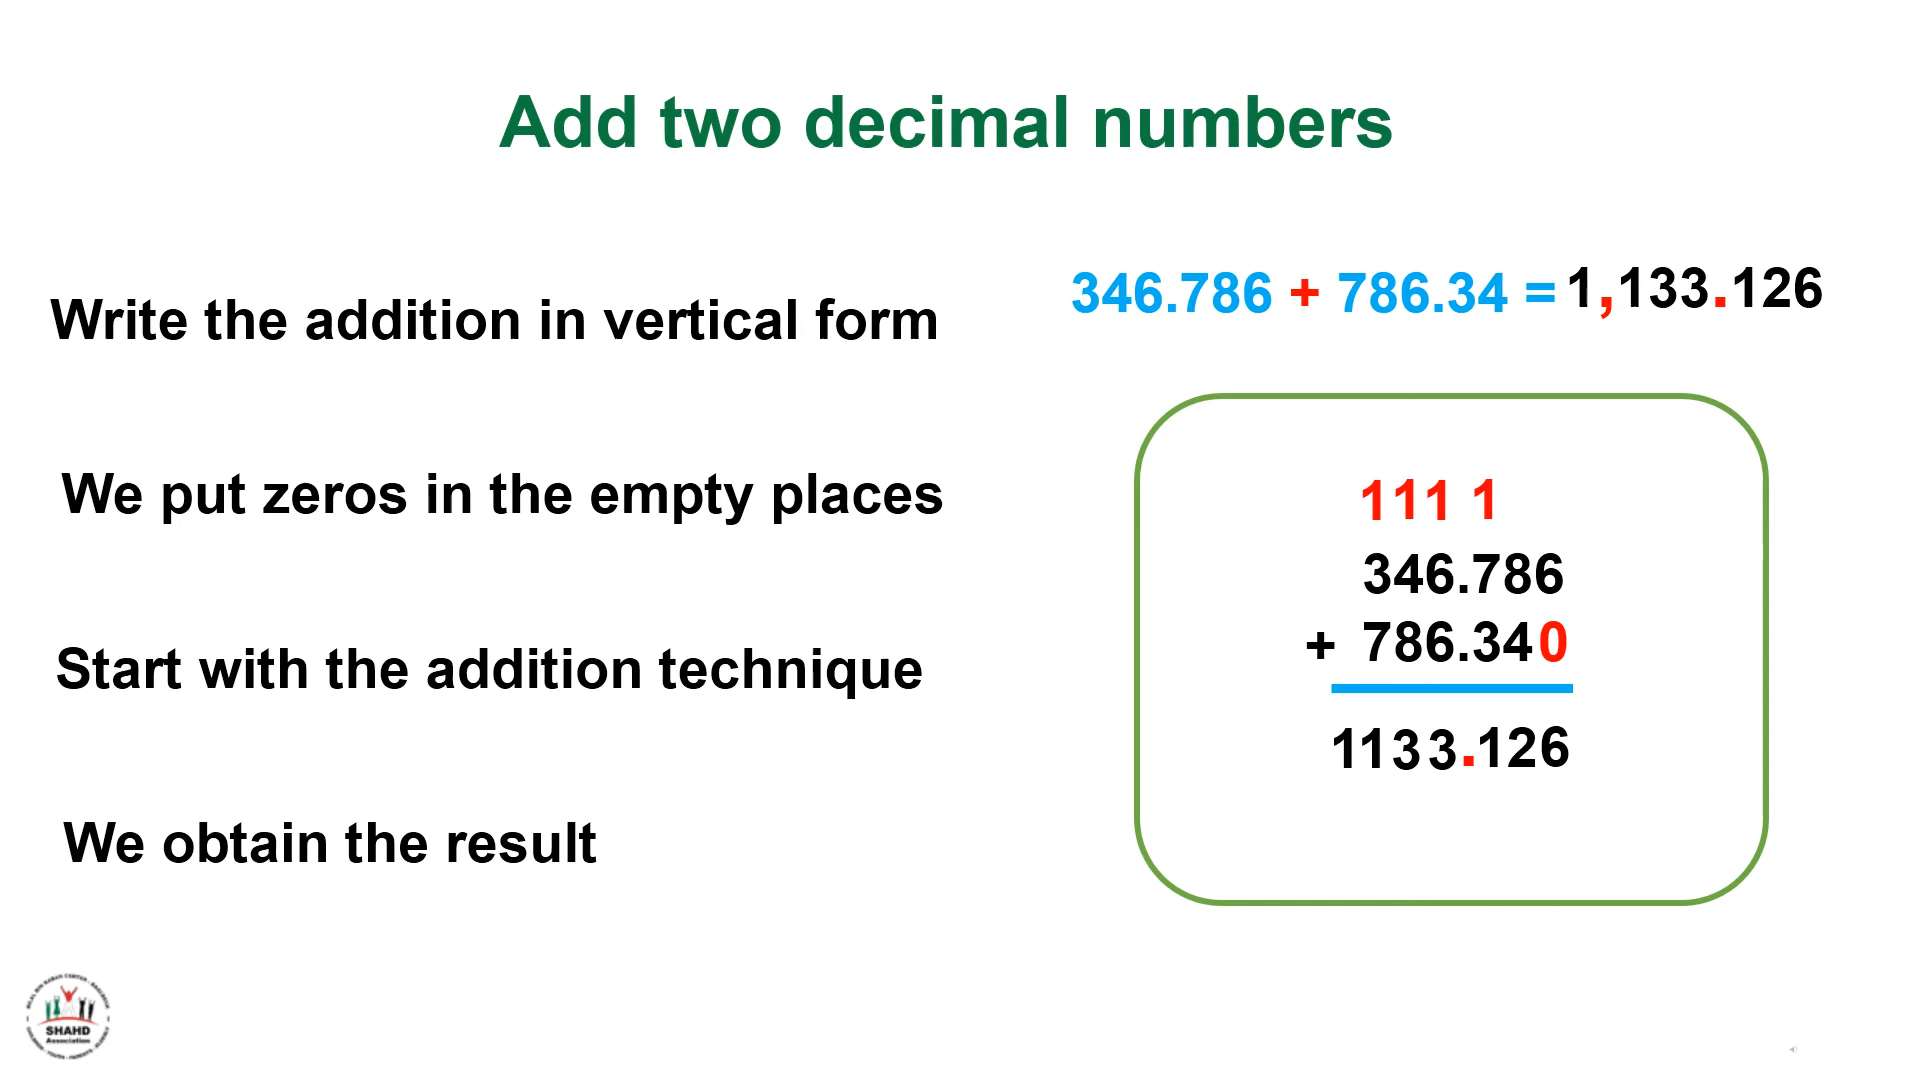 Add two decimal numbers
Write the addition in vertical form
346.786 + 786.34 = 1,133.126
We put zeros in the empty places
1111
346.786
+ 786.340
1133.126
Start with the addition technique
We obtain the result
SHAHD
Association